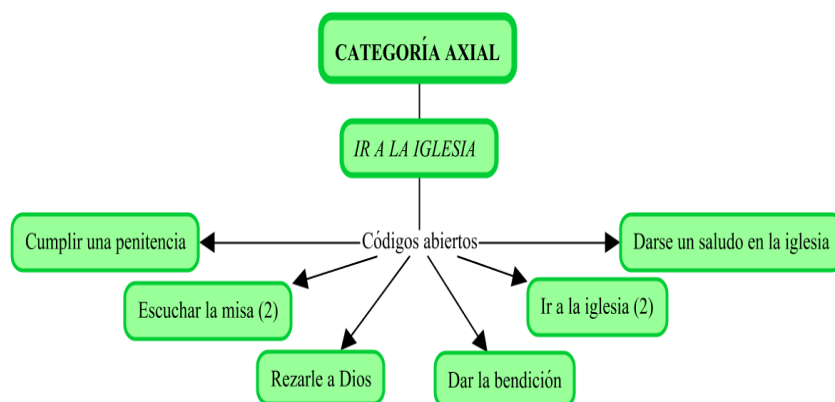 CATEGORÍA AXIAL
IR A LA IGLESIA
Códigos abiertos
Cumplir una penitencia
Darse un saludo en la iglesia
Escuchar la misa (2)
Ir a la iglesia (2)
Rezarle a Dios
Dar la bendición